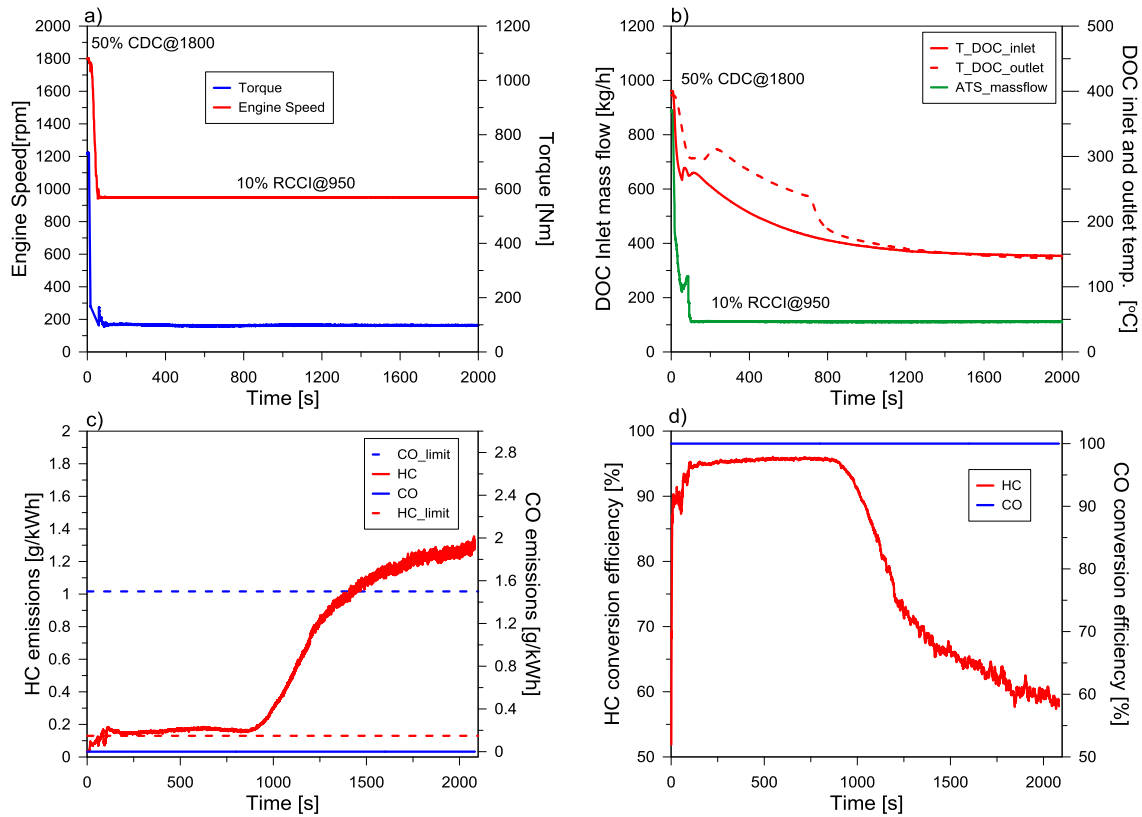 a)
2000
1800
1600
1400
1200
1000
800
600
400
200
0
Engine Speed[rpm]
50% CDC@1800
Torque
Engine Speed
10% RCCI@950
1200
1000
800
600
400
200
0
Torque [Nm]
0 400 800 1200 1600 2000
Time [s]
b)
1200
1000
800
600
400
200
0
DOC Inlet mass flow [kg/h]
50% CDC@1800
T_DOC_inlet
T_DOC_outlet
ATS_massflow
10% RCCI@950
500
400
300
200
100
0
DOC inlet and
outlet temp. [ºC]
0 400 800 1200 1600 2000
Time [s]
c)
2
1.8
1.6
1.4
1.2
1
0.8
0.6
0.4
0.2
0
HC emissions [g/kWh]
CO_limit
HC
CO
HC_limit
2.8
2.4
2
1.6
1.2
0.8
0.4
0
CO emissions [g/kWh]
0 500 1000 1500 2000
Time [s]
d)
100
90
80
70
60
50
HC conversion efficiency [%]
HC
CO
100
90
80
70
60
50
CO conversion
efficiency [%]
0 500 1000 1500 2000
Time [s]